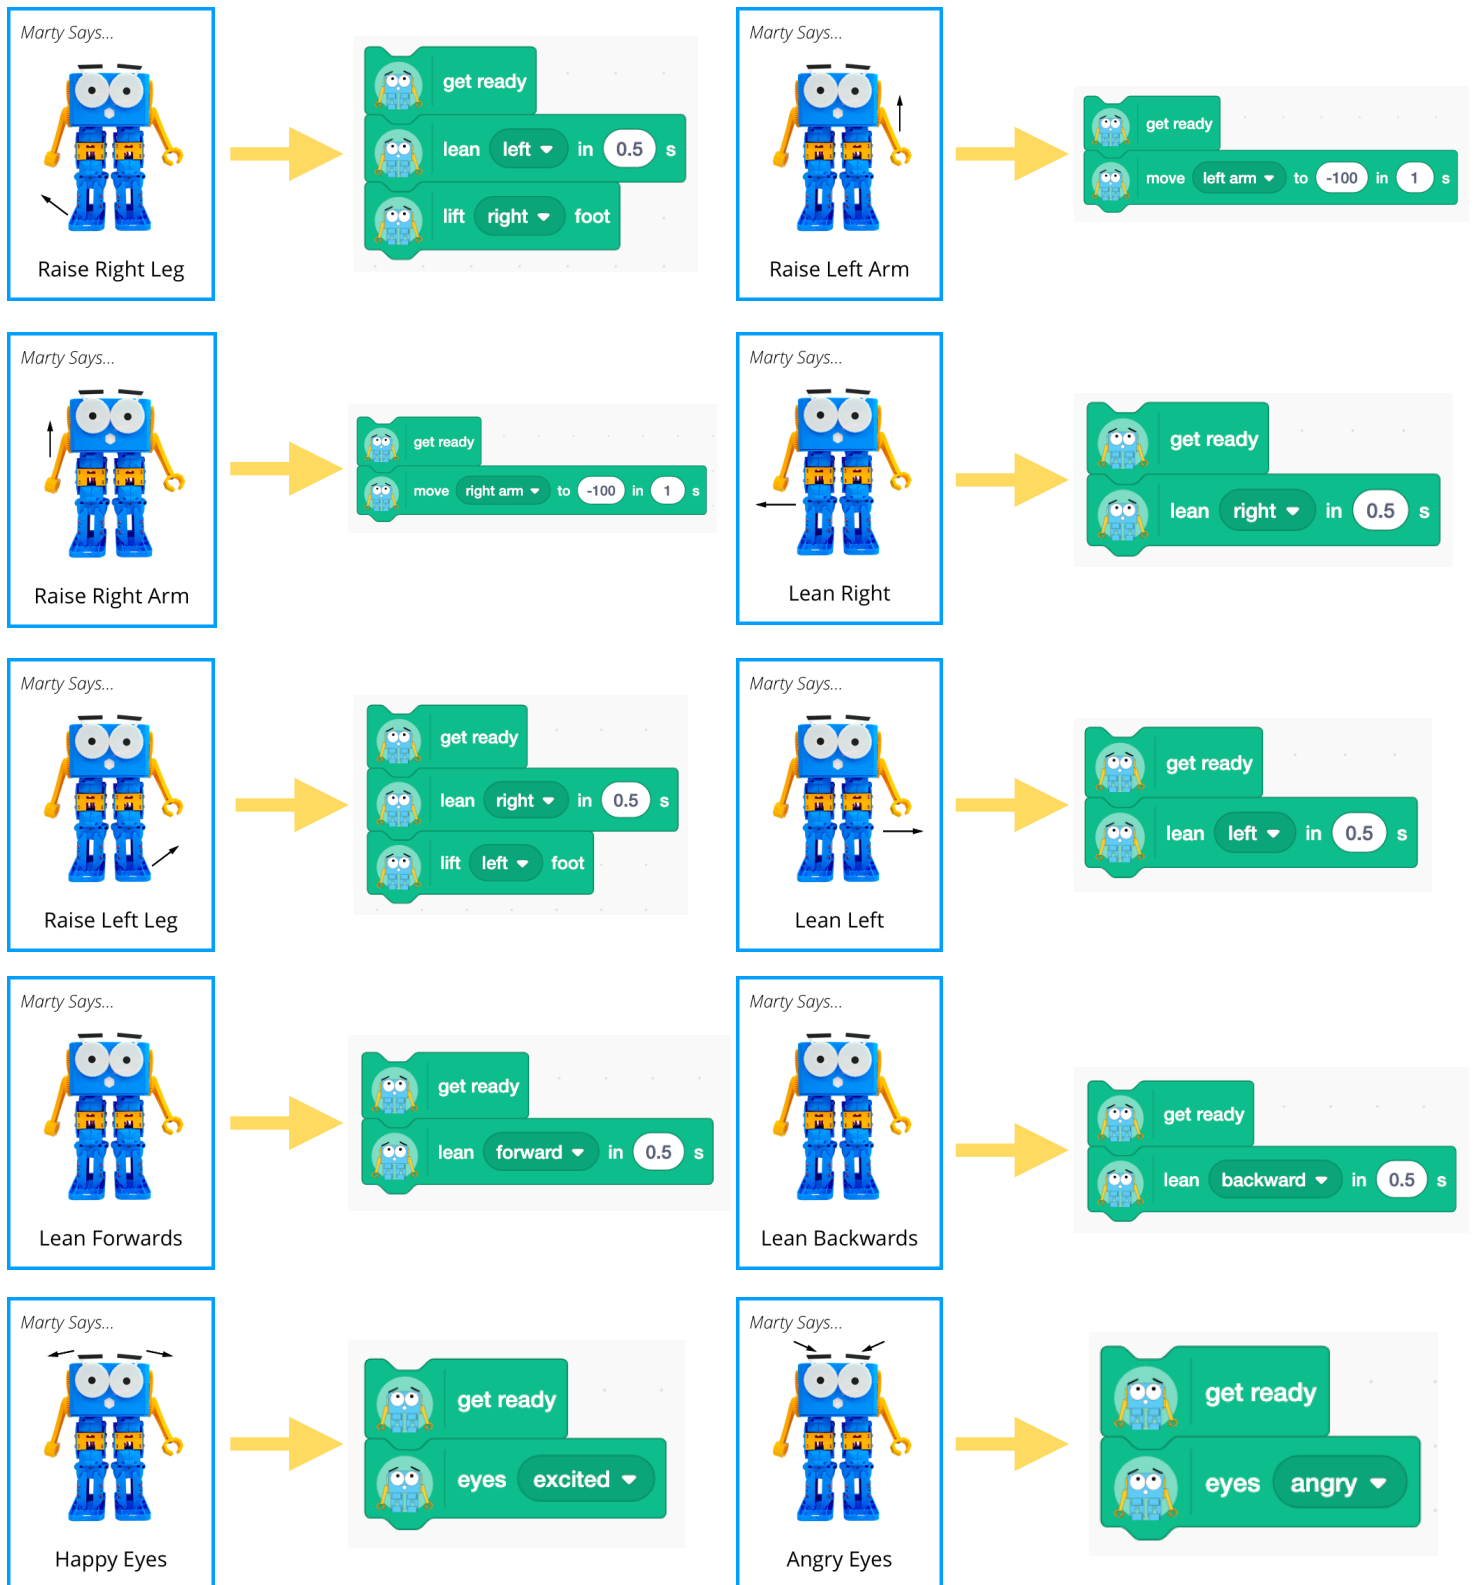 Marty Says...
get ready
lean left in 0.5 s
lift right foot
Raise Right Leg
Marty Says...
get ready
move left arm to -100 in 1 s
Raise Left Arm
Marty Says...
get ready
move right arm to -100 in 1 s
Raise Right Arm
Marty Says...
get ready
lean right in 0.5 s
Lean Right
Marty Says...
get ready
lean right in 0.5 s
lift left foot
Raise Left Leg
Marty Says...
get ready
lean left in 0.5 s
Lean Left
Marty Says...
get ready
lean forward in 0.5 s
Lean Forwards
Marty Says...
get ready
lean backward in 0.5 s
Lean Backwards
Marty Says...
get ready
eyes excited
Happy Eyes
Marty Says...
get ready
eyes angry
Angry Eyes